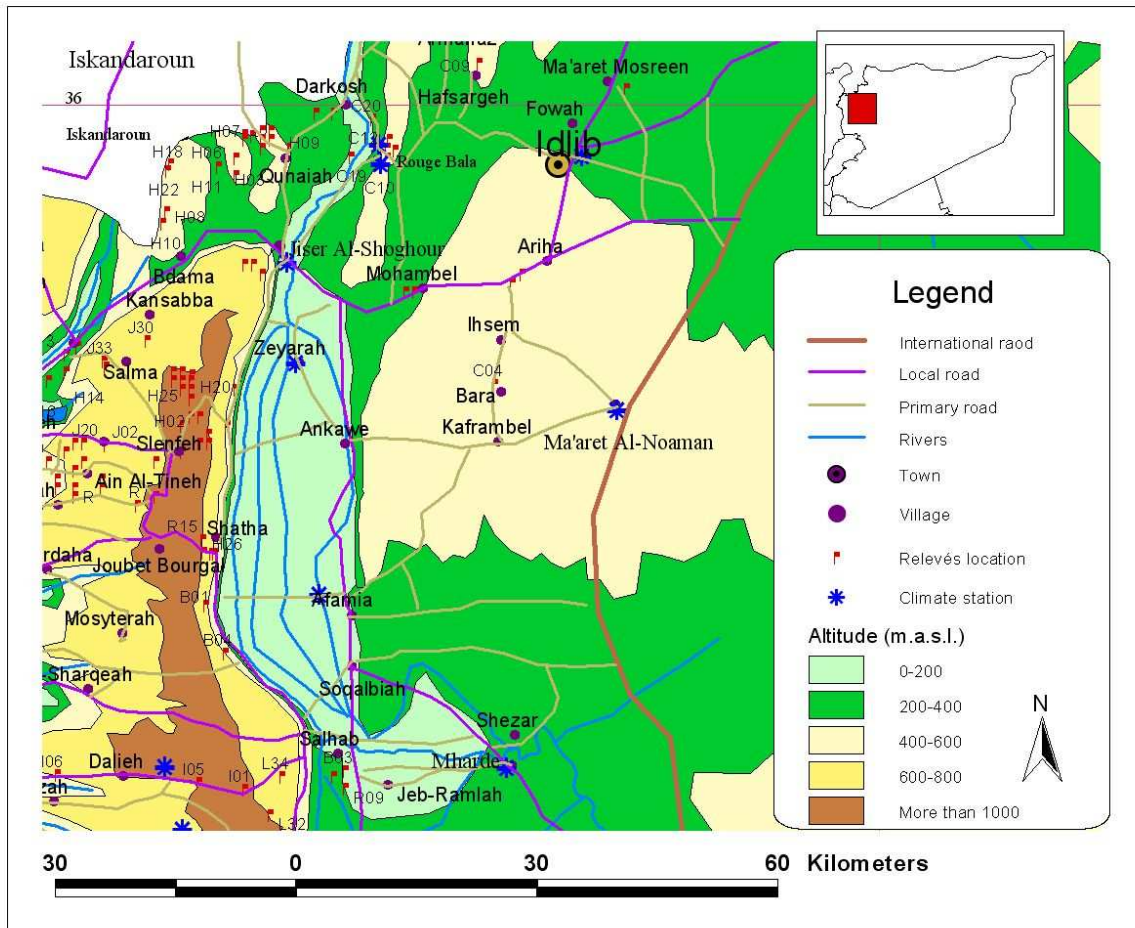 Iskandaroun
36
Iskandaroun
Darkosh
C20
C09
Hafsargeh
Ma'aret Mosreen
Fowah
Idlib
H07
H09
H18
H06
H22
H11
Qunaiah
C19
Rouge Bala
C10
H08
H10
Jiser Al-Shoghour
Ariha
Bdama
Mohambel
Kansabba
J30
Ihsem
J33
Zeyarah
Salma
C04
H14
H25
H20
Bara
H02
J20
J02
Slenfeh
Ankawe
Kaframbel
Ma'aret Al-Noaman
Ain Al-Tineh
R
R15
Shatha
H26
Joubet Bourgal
B01
Afamia
Mosyterah
B04
-Sharqeah
Soqalbiah
Shezar
Salhab
I06
Dalieh
I05
I01
L34
Mharde
R09
Jeb-Ramlah
L32
Legend
International raod
Local road
Primary road
Rivers
Town
Village
Relevés location
Climate station
Altitude (m.a.s.l.)
0-200
200-400
400-600
600-800
More than 1000
N
30
0
30
60
Kilometers